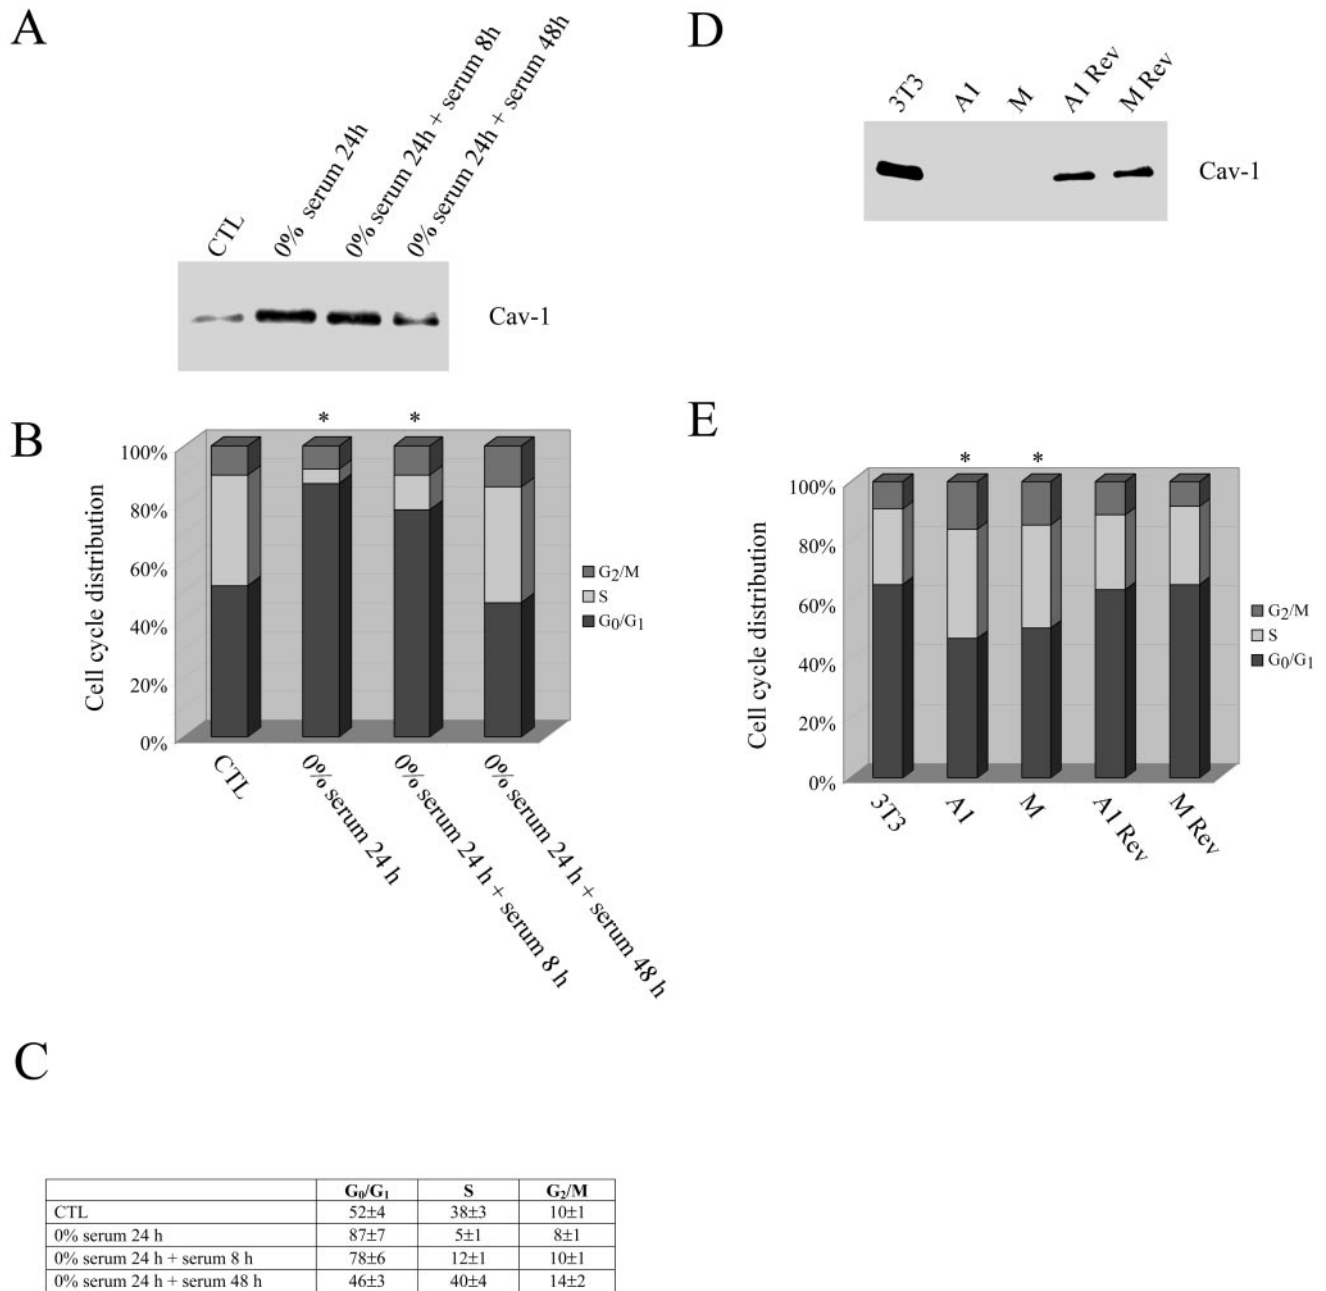 A
CTL
0% serum 24h
0% serum 24h + serum 8h
0% serum 24h + serum 48h
Cav-1
B
* *
Cell cycle distribution
100%
80%
60%
40%
20%
0%
G2/M
S
G0/G1
CTL
0% serum 24 h
0% serum 24 h + serum 8 h
0% serum 24 h + serum 48 h
C
G0/G1 S G2/M
CTL 52±4 38±3 10±1
0% serum 24 h 87±7 5±1 8±1
0% serum 24 h + serum 8 h 78±6 12±1 10±1
0% serum 24 h + serum 48 h 46±3 40±4 14±2
D
3T3
A1
M
A1 Rev
M Rev
Cav-1
E
* *
Cell cycle distribution
100%
80%
60%
40%
20%
0%
G2/M
S
G0/G1
3T3
A1
M
A1 Rev
M Rev